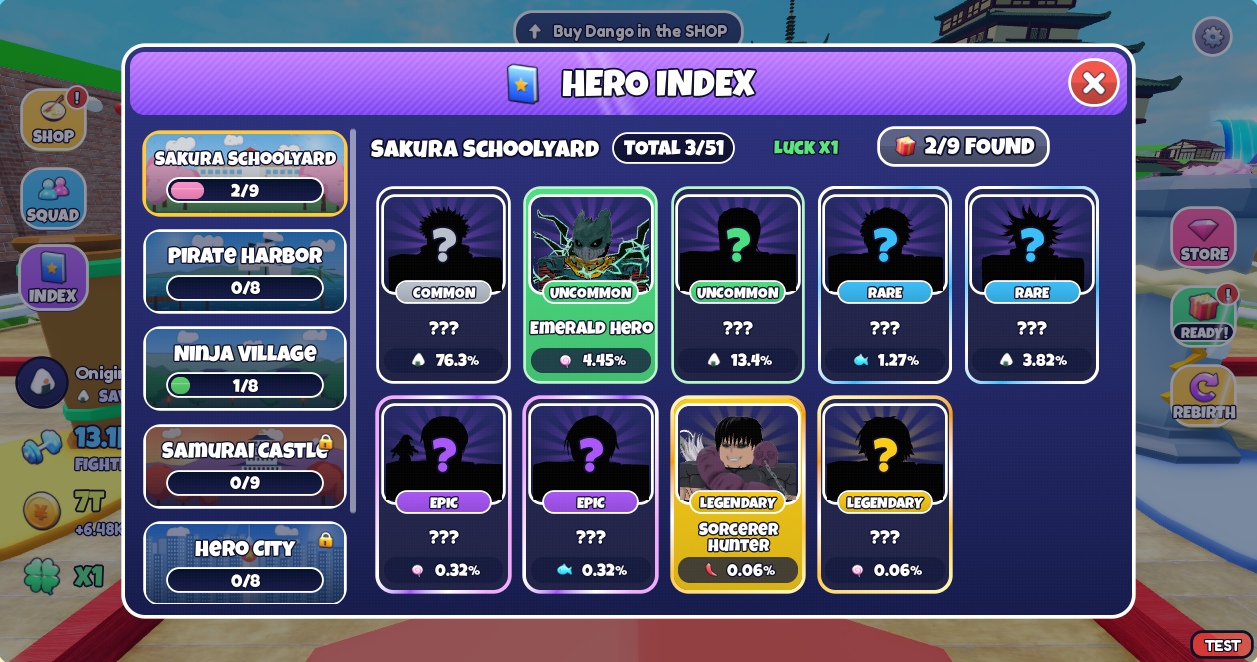 Buy Dango in the SHOP
HERO INDEX
SHOP
SQUAD
INDEX
SAKURA SCHOOLYARD
2/9
PIRATE HARBOR
0/8
NINJA VILLAGE
1/8
SAMURAI CASTLE
0/9
HERO CITY
0/8
SAKURA SCHOOLYARD
TOTAL 3/51
LUCK X1
2/9 FOUND
?
COMMON
???
76.3%
UNCOMMON
EMERALD HERO
4.45%
?
UNCOMMON
???
13.4%
?
RARE
???
1.27%
?
RARE
???
3.82%
?
EPIC
???
0.32%
?
EPIC
???
0.32%
LEGENDARY
SORCERER
HUNTER
0.06%
?
LEGENDARY
???
0.06%
13.1
FIGHT
7T
+6.48K
X1
!
STORE
!
READY!
REBIRTH
TEST